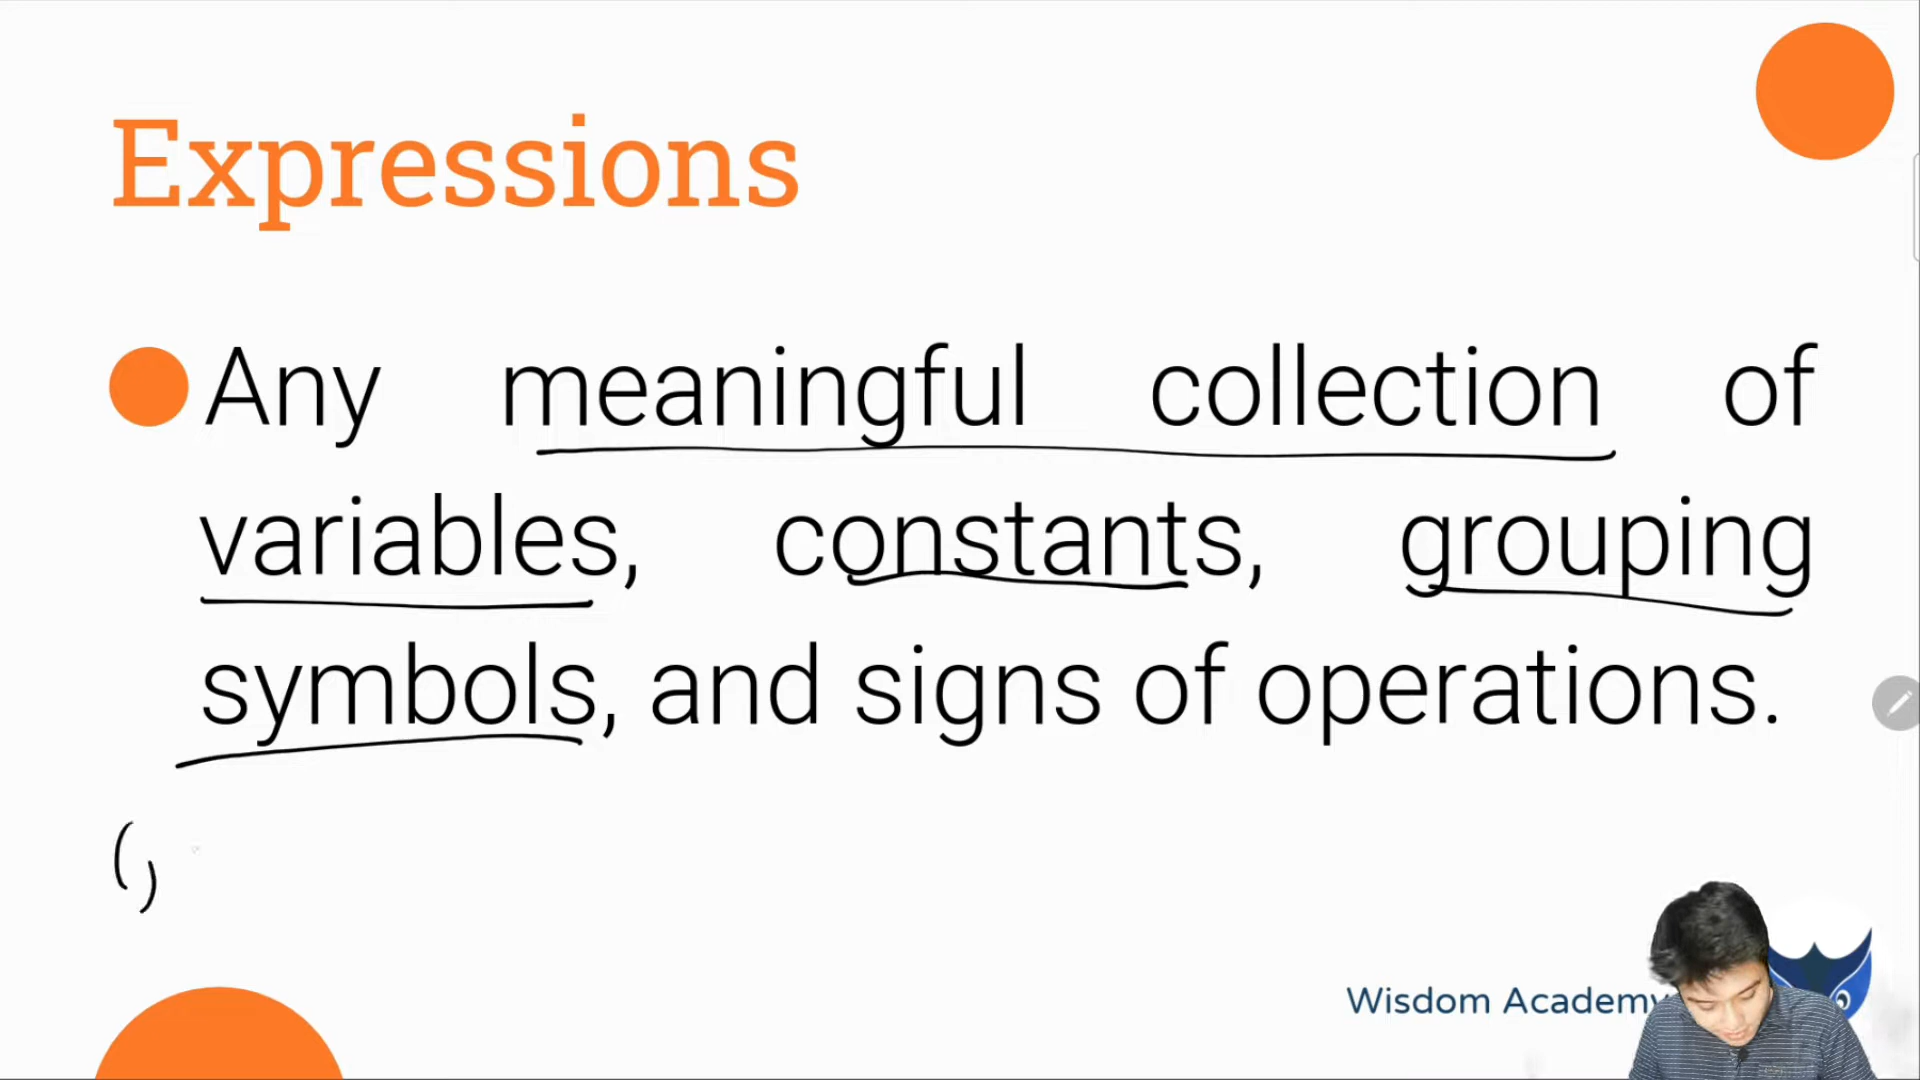 Expressions
Any meaningful collection of
variables, constants, grouping
symbols, and signs of operations.
( , )
Wisdom Academy